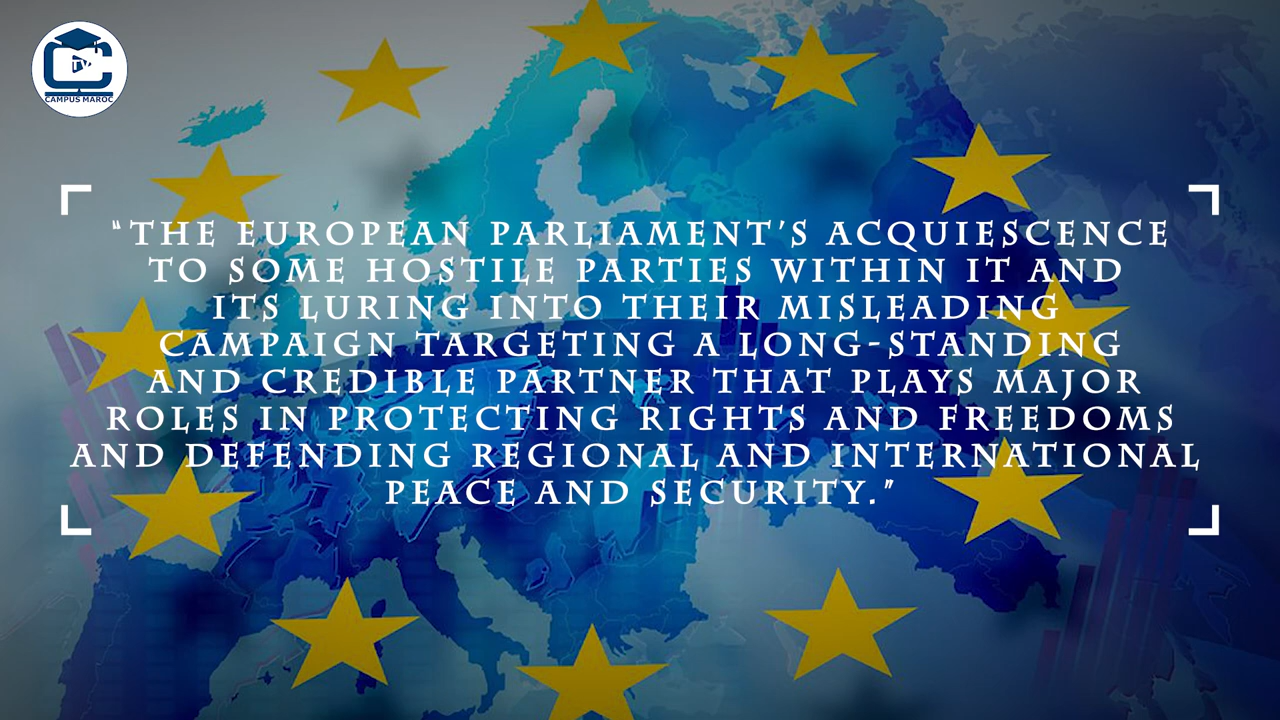 CAMPUS MAROC
"THE EUROPEAN PARLIAMENT'S ACQUIESCENCE
TO SOME HOSTILE PARTIES WITHIN IT AND
ITS LURING INTO THEIR MISLEADING
CAMPAIGN TARGETING A LONG-STANDING
AND CREDIBLE PARTNER THAT PLAYS MAJOR
ROLES IN PROTECTING RIGHTS AND FREEDOMS
AND DEFENDING REGIONAL AND INTERNATIONAL
PEACE AND SECURITY."